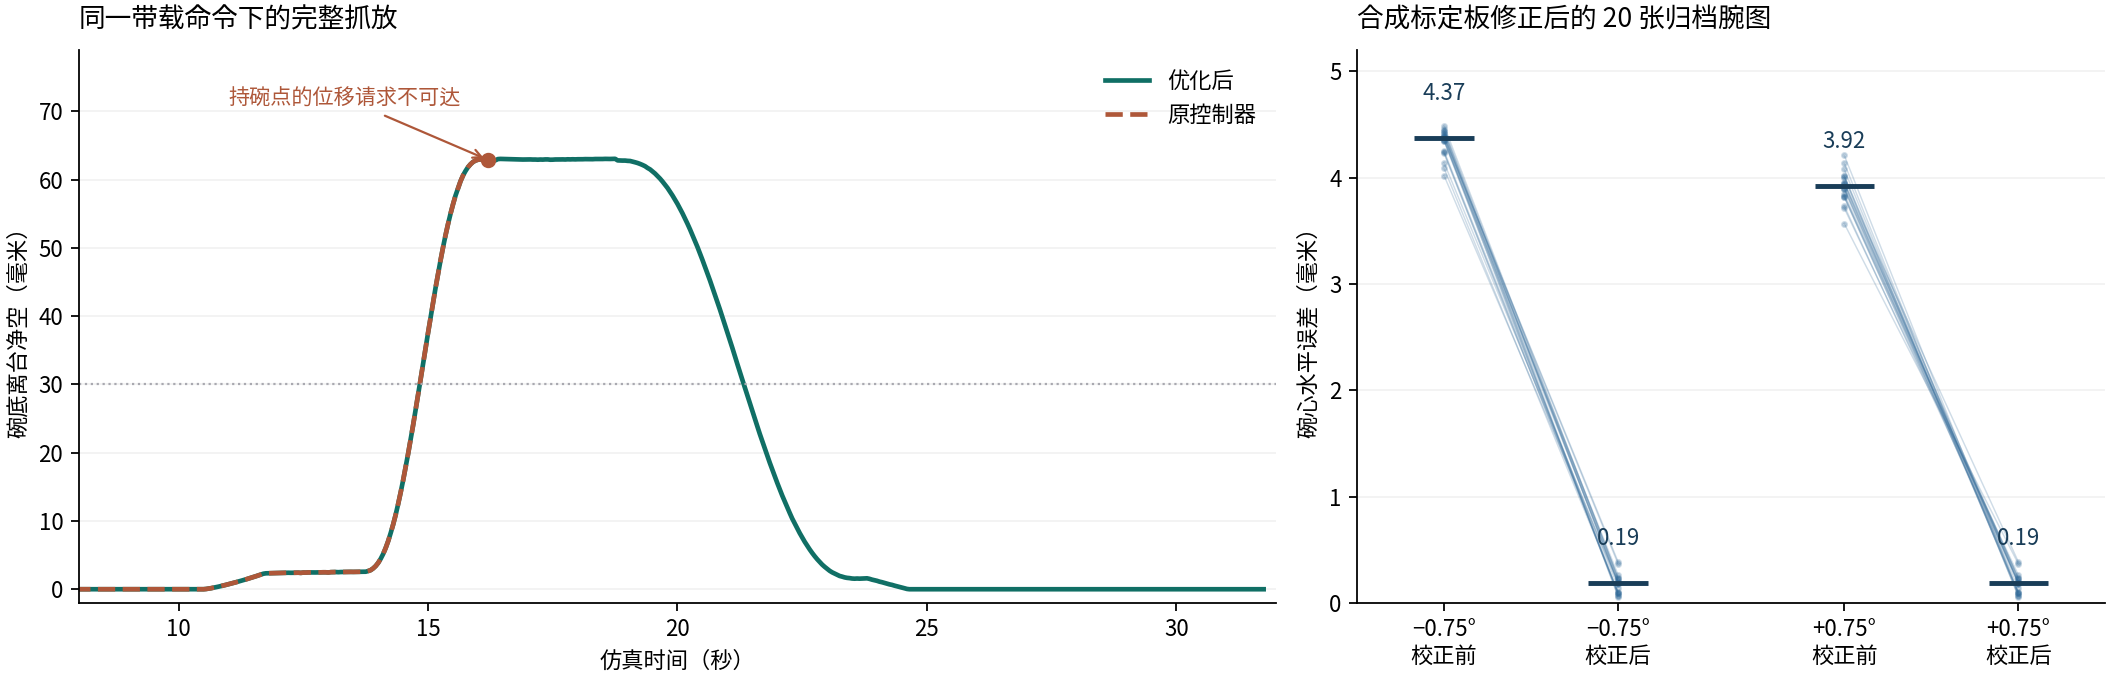 同一带载命令下的完整抓放
持碗点的位移请求不可达
优化后
原控制器
碗底离台净空（毫米）
70
60
50
40
30
20
10
0
10
15
20
25
30
仿真时间（秒）
合成标定板修正后的 20 张归档腕图
碗心水平误差（毫米）
5
4
3
2
1
0
4.37
0.19
3.92
0.19
−0.75°
校正前
−0.75°
校正后
+0.75°
校正前
+0.75°
校正后